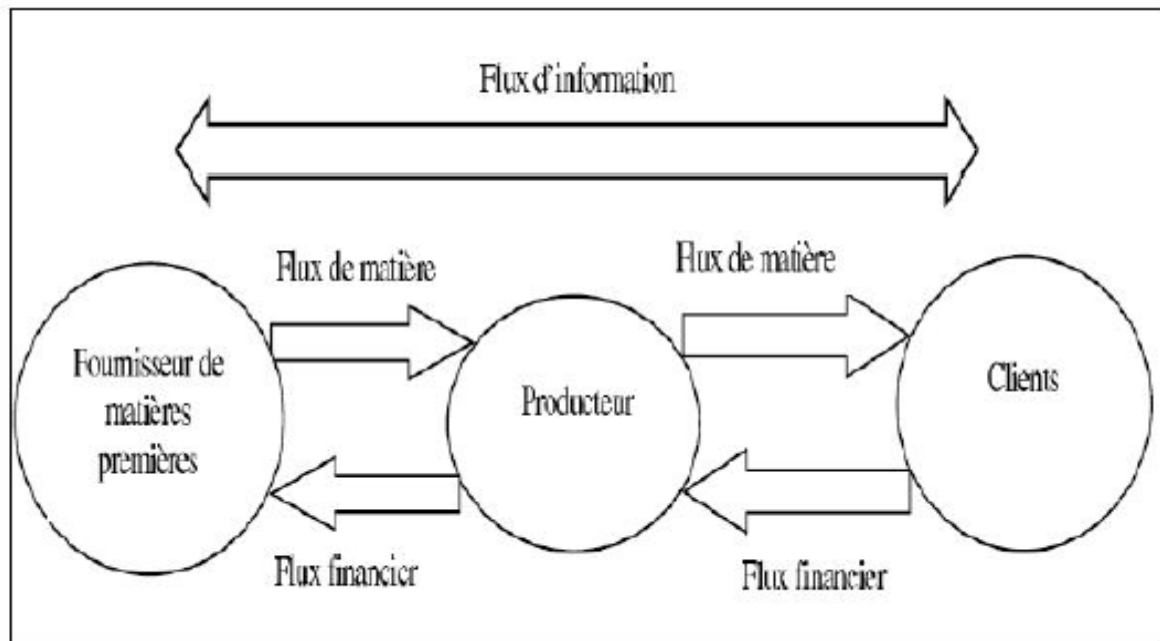 Flux d'information
Flux de matière
Flux de matière
Fournisseur de
matières
premières
Producteur
Clients
Flux financier
Flux financier